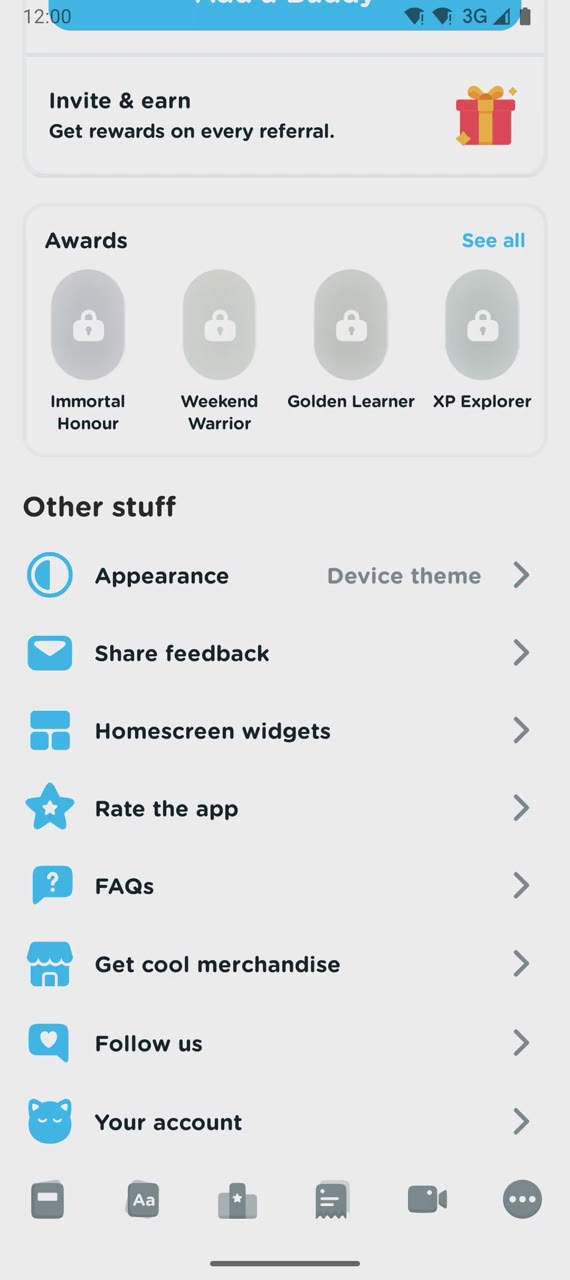 Add a Buddy
12:00
3G
Invite & earn
Get rewards on every referral.
Awards
See all
Immortal
Honour
Weekend
Warrior
Golden Learner
XP Explorer
Other stuff
Appearance
Device theme
Share feedback
Homescreen widgets
Rate the app
FAQs
Get cool merchandise
Follow us
Your account
Aa